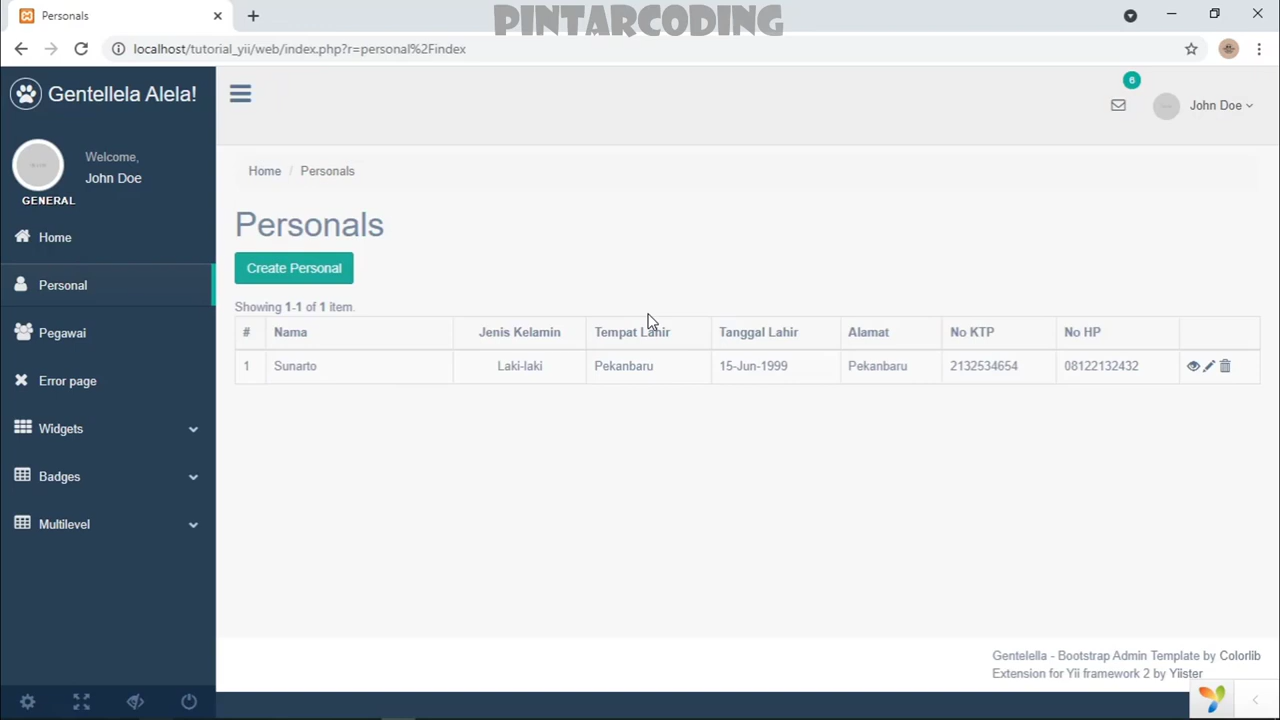 Personals
PINTARCODING
localhost/tutorial_yii/web/index.php?r=personal%2Findex
Gentellela Alela!
6
John Doe
Welcome,
John Doe
GENERAL
Home
Personal
Pegawai
Error page
Widgets
Badges
Multilevel
Home / Personals
Personals
Create Personal
Showing 1-1 of 1 item.
# Nama Jenis Kelamin Tempat Lahir Tanggal Lahir Alamat No KTP No HP
1 Sunarto Laki-laki Pekanbaru 15-Jun-1999 Pekanbaru 2132534654 08122132432
Gentelella - Bootstrap Admin Template by Colorlib
Extension for Yii framework 2 by Yiister